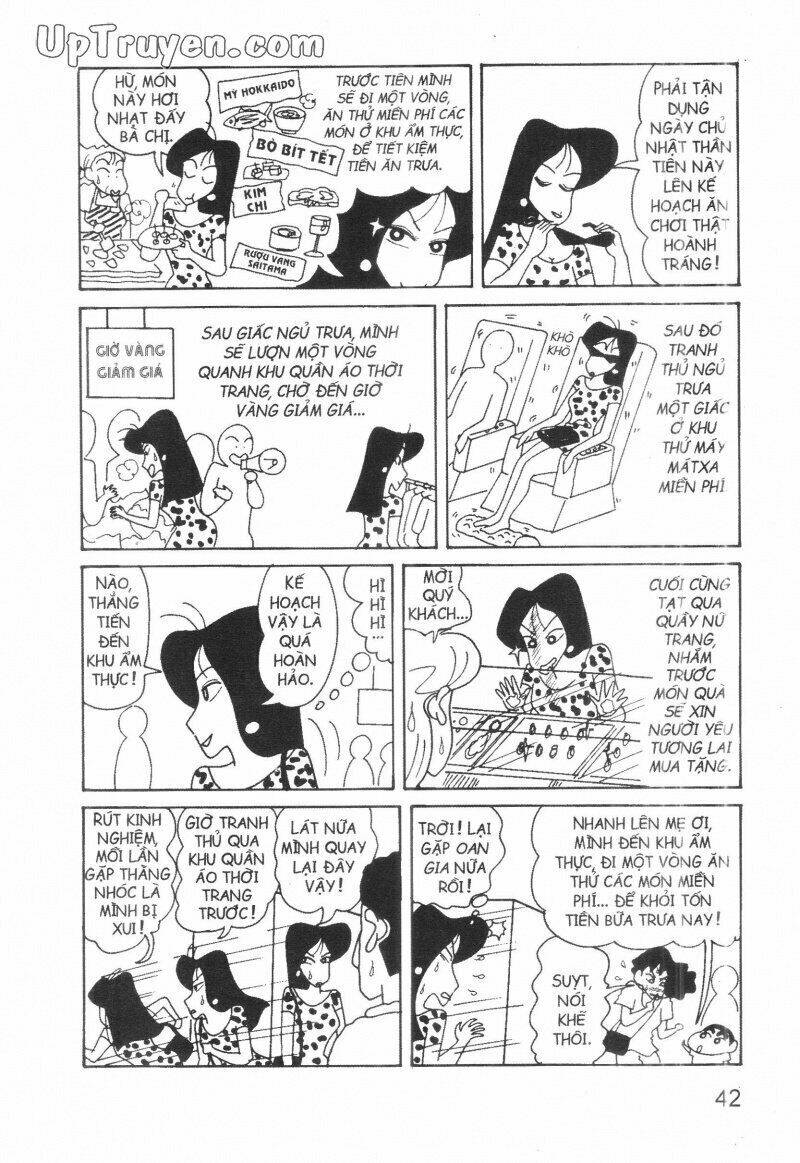 UpTruyen.com
PHẢI TẬN
DỤNG
NGÀY CHỦ
NHẬT THẦN
TIÊN NÀY
LÊN KẾ
HOẠCH ĂN
CHƠI THẬT
HOÀNH
TRÁNG!
TRƯỚC TIÊN MÌNH
SẼ ĐI MỘT VÒNG,
ĂN THỬ MIỄN PHÍ CÁC
MÓN Ở KHU ẨM THỰC,
ĐỂ TIẾT KIỆM
TIỀN ĂN TRƯA.
MỲ HOKKAIDO
BÒ BÍT TẾT
KIM
CHI
RƯỢU VANG
SAITAMA
HỪ, MÓN
NÀY HƠI
NHẠT ĐẤY
BÀ CHỊ.
SAU ĐÓ
TRANH
THỦ NGỦ
TRƯA
MỘT GIẤC
Ở KHU
THỬ MÁY
MÁTXA
MIỄN PHÍ
KHÒ
KHÒ
SAU GIẤC NGỦ TRƯA, MÌNH
SẼ LƯỢN MỘT VÒNG
QUANH KHU QUẦN ÁO THỜI
TRANG, CHỜ ĐẾN GIỜ
VÀNG GIẢM GIÁ...
GIỜ VÀNG
GIẢM GIÁ
CUỐI CÙNG
TẠT QUA
QUẦY NỮ
TRANG,
NHẮM
TRƯỚC
MÓN QUÀ
SẼ XIN
NGƯỜI YÊU
TƯƠNG LAI
MUA TẶNG.
MỜI
QUÝ
KHÁCH...
HÌ
HÌ
HÌ
...
KẾ
HOẠCH
VẬY LÀ
QUÁ
HOÀN
HẢO.
NÀO,
THẲNG
TIẾN
ĐẾN
KHU ẨM
THỰC!
NHANH LÊN MẸ ƠI,
MÌNH ĐẾN KHU ẨM
THỰC, ĐI MỘT VÒNG ĂN
THỬ CÁC MÓN MIỄN
PHÍ... ĐỂ KHỎI TỐN
TIỀN BỮA TRƯA NAY!
SUỴT,
NÓI
KHẼ
THÔI.
TRỜI! LẠI
GẶP OAN
GIA NỮA
RỒI!
LÁT NỮA
MÌNH QUAY
LẠI ĐÂY
VẬY!
GIỜ TRANH
THỦ QUA
KHU QUẦN
ÁO THỜI
TRANG
TRƯỚC!
RÚT KINH
NGHIỆM,
MỖI LẦN
GẶP THẰNG
NHÓC LÀ
MÌNH BỊ
XUI!
42